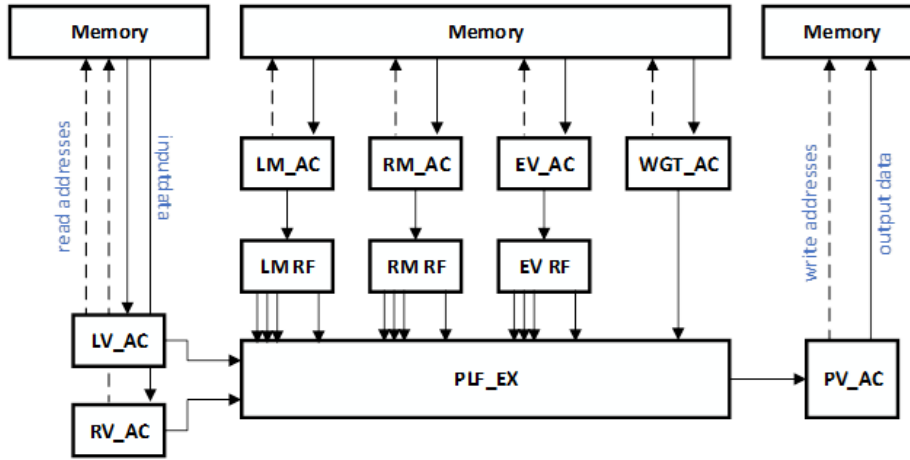 Memory
Memory
Memory
read addresses
inputdata
LM_AC
RM_AC
EV_AC
WGT_AC
write addresses
output data
LM RF
RM RF
EV RF
LV_AC
PLF_EX
PV_AC
RV_AC